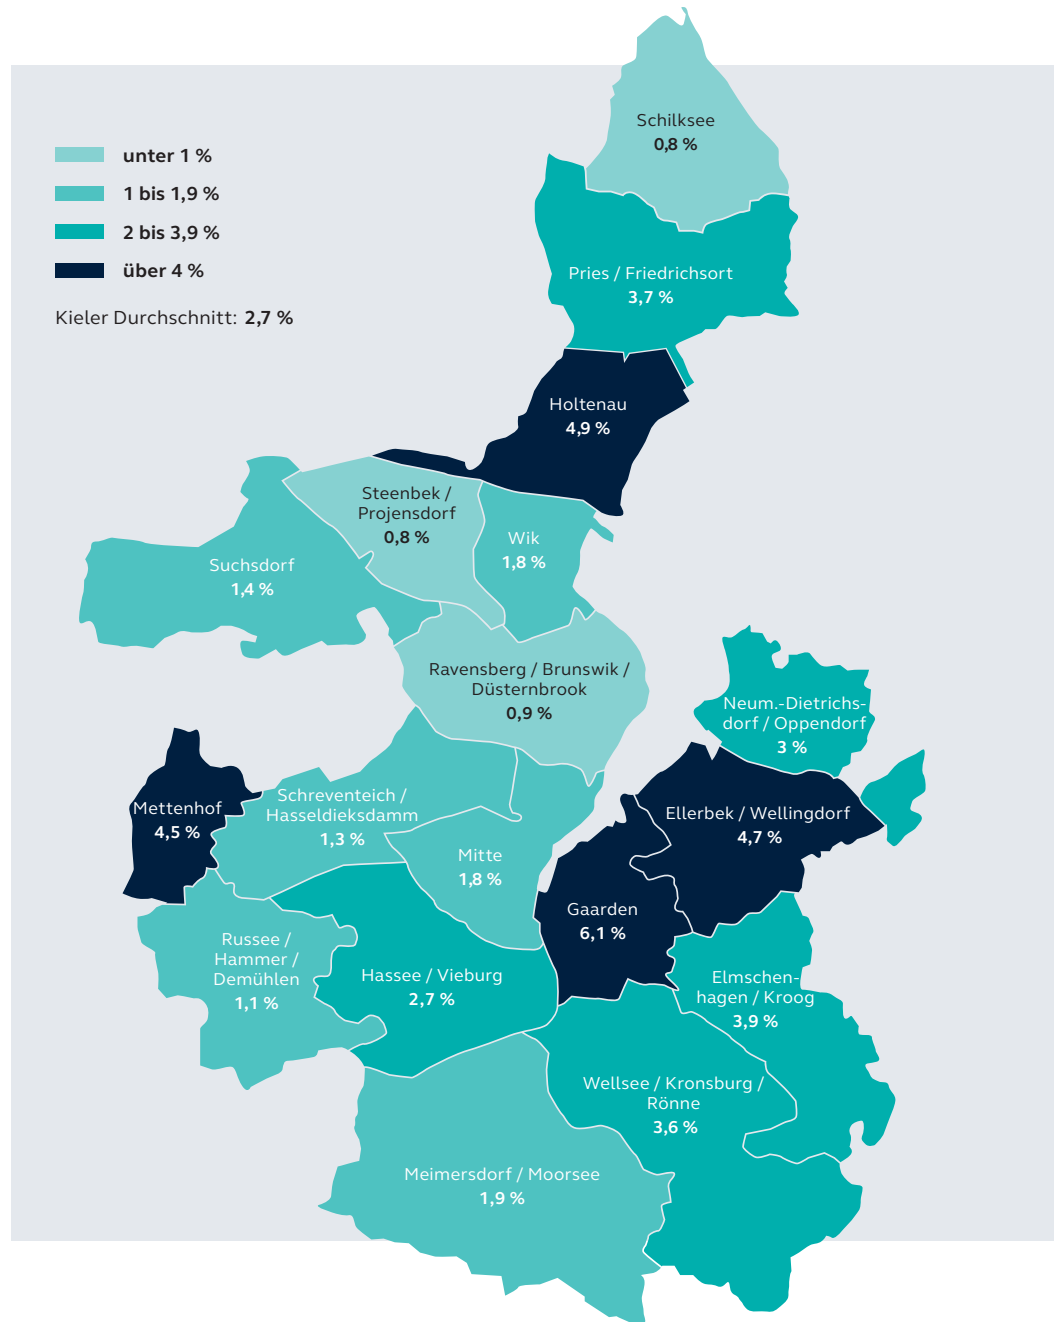 Schilksee
0,8 %
unter 1 %
1 bis 1,9 %
2 bis 3,9 %
über 4 %
Kieler Durchschnitt: 2,7 %
Pries / Friedrichsort
3,7 %
Holtenau
4,9 %
Steenbek /
Projensdorf
0,8 %
Wik
1,8 %
Suchsdorf
1,4 %
Ravensberg / Brunswik /
Düsternbrook
0,9 %
Neum.-Dietrichs-
dorf / Oppendorf
3 %
Mettenhof
4,5 %
Schreventeich /
Hasseldieksdamm
1,3 %
Ellerbek / Wellingdorf
4,7 %
Mitte
1,8 %
Gaarden
6,1 %
Russee /
Hammer /
Demühlen
1,1 %
Hassee / Vieburg
2,7 %
Elmschen-
hagen / Kroog
3,9 %
Wellsee / Kronsburg /
Rönne
3,6 %
Meimersdorf / Moorsee
1,9 %